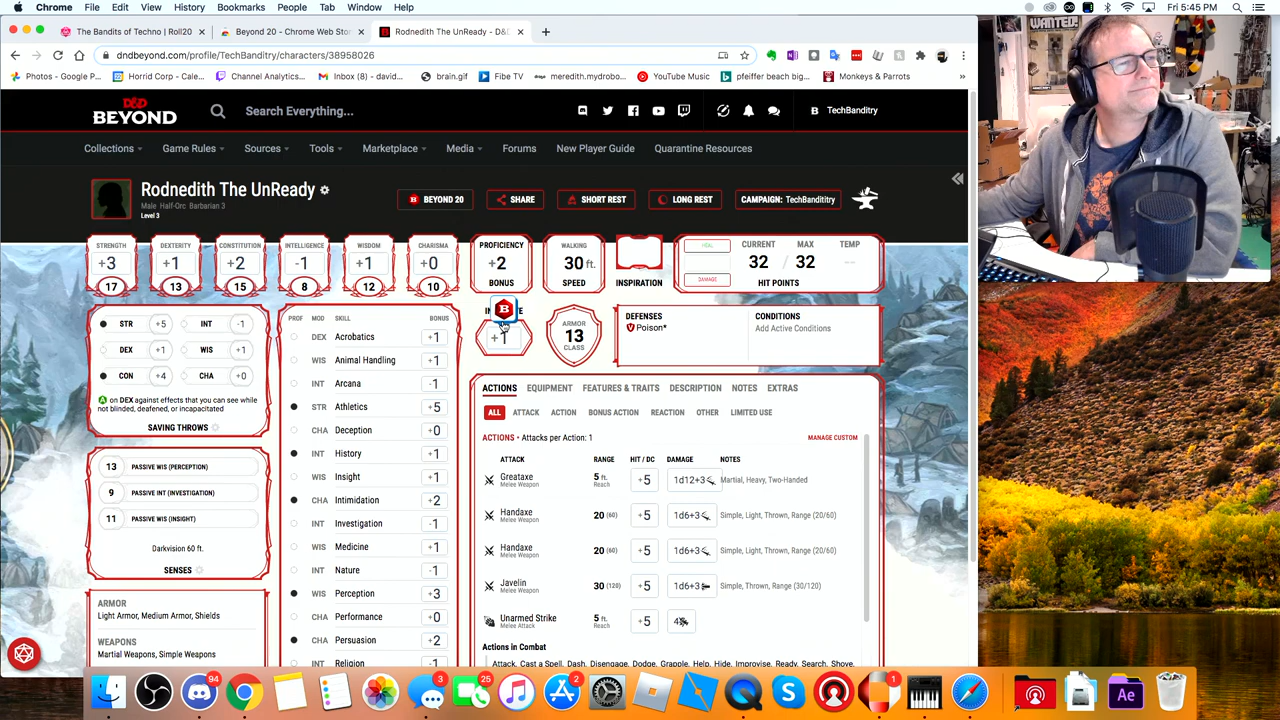 Chrome File Edit View History Bookmarks People Tab Window Help Fri 5:45 PM
The Bandits of Techno | Roll20 Beyond 20 - Chrome Web Sto Rodnedith The UnReady - D&D
dndbeyond.com/profile/TechBanditry/characters/38958026
Photos - Google P... Horrid Corp - Cale... Channel Analytics... Inbox (8) - david... brain.gif Fibe TV meredith.mydrobo... YouTube Music pfeiffer beach big... Monkeys & Parrots
D&D BEYOND
Search Everything...
TechBanditry
Collections Game Rules Sources Tools Marketplace Media Forums New Player Guide Quarantine Resources
Rodnedith The UnReady
Male Half-Orc Barbarian 3
Level 3
BEYOND 20 SHARE SHORT REST LONG REST CAMPAIGN: TechBandititry
STRENGTH +3 17
DEXTERITY +1 13
CONSTITUTION +2 15
INTELLIGENCE -1 8
WISDOM +1 12
CHARISMA +0 10
PROFICIENCY +2 BONUS
WALKING 30 ft. SPEED
INSPIRATION
HEAL
DAMAGE
CURRENT MAX TEMP
32 / 32 --
HIT POINTS
STR +5 INT -1
DEX +1 WIS +1
CON +4 CHA +0
A on DEX against effects that you can see while
not blinded, deafened, or incapacitated
SAVING THROWS
13 PASSIVE WIS (PERCEPTION)
9 PASSIVE INT (INVESTIGATION)
11 PASSIVE WIS (INSIGHT)
Darkvision 60 ft.
SENSES
ARMOR
Light Armor, Medium Armor, Shields
WEAPONS
Martial Weapons, Simple Weapons
PROF MOD SKILL BONUS
DEX Acrobatics +1
WIS Animal Handling +1
INT Arcana -1
STR Athletics +5
CHA Deception +0
INT History +1
WIS Insight +1
CHA Intimidation +2
INT Investigation -1
WIS Medicine +1
INT Nature -1
WIS Perception +3
CHA Performance +0
CHA Persuasion +2
INT Religion -1
+1
ARMOR
13
CLASS
DEFENSES
Poison*
CONDITIONS
Add Active Conditions
ACTIONS EQUIPMENT FEATURES & TRAITS DESCRIPTION NOTES EXTRAS
ALL ATTACK ACTION BONUS ACTION REACTION OTHER LIMITED USE
ACTIONS • Attacks per Action: 1 MANAGE CUSTOM
ATTACK RANGE HIT / DC DAMAGE NOTES
Greataxe 5 ft. +5 1d12+3 Martial, Heavy, Two-Handed
Melee Weapon Reach
Handaxe 20 (60) +5 1d6+3 Simple, Light, Thrown, Range (20/60)
Melee Weapon
Handaxe 20 (60) +5 1d6+3 Simple, Light, Thrown, Range (20/60)
Melee Weapon
Javelin 30 (120) +5 1d6+3 Simple, Thrown, Range (30/120)
Melee Weapon
Unarmed Strike 5 ft. +5 4
Melee Attack Reach
Actions in Combat
Attack, Cast a Spell, Dash, Disengage, Dodge, Grapple, Help, Hide, Improvise, Ready, Search, Shove,
WANTED!
94 3 25 2 1
Ae